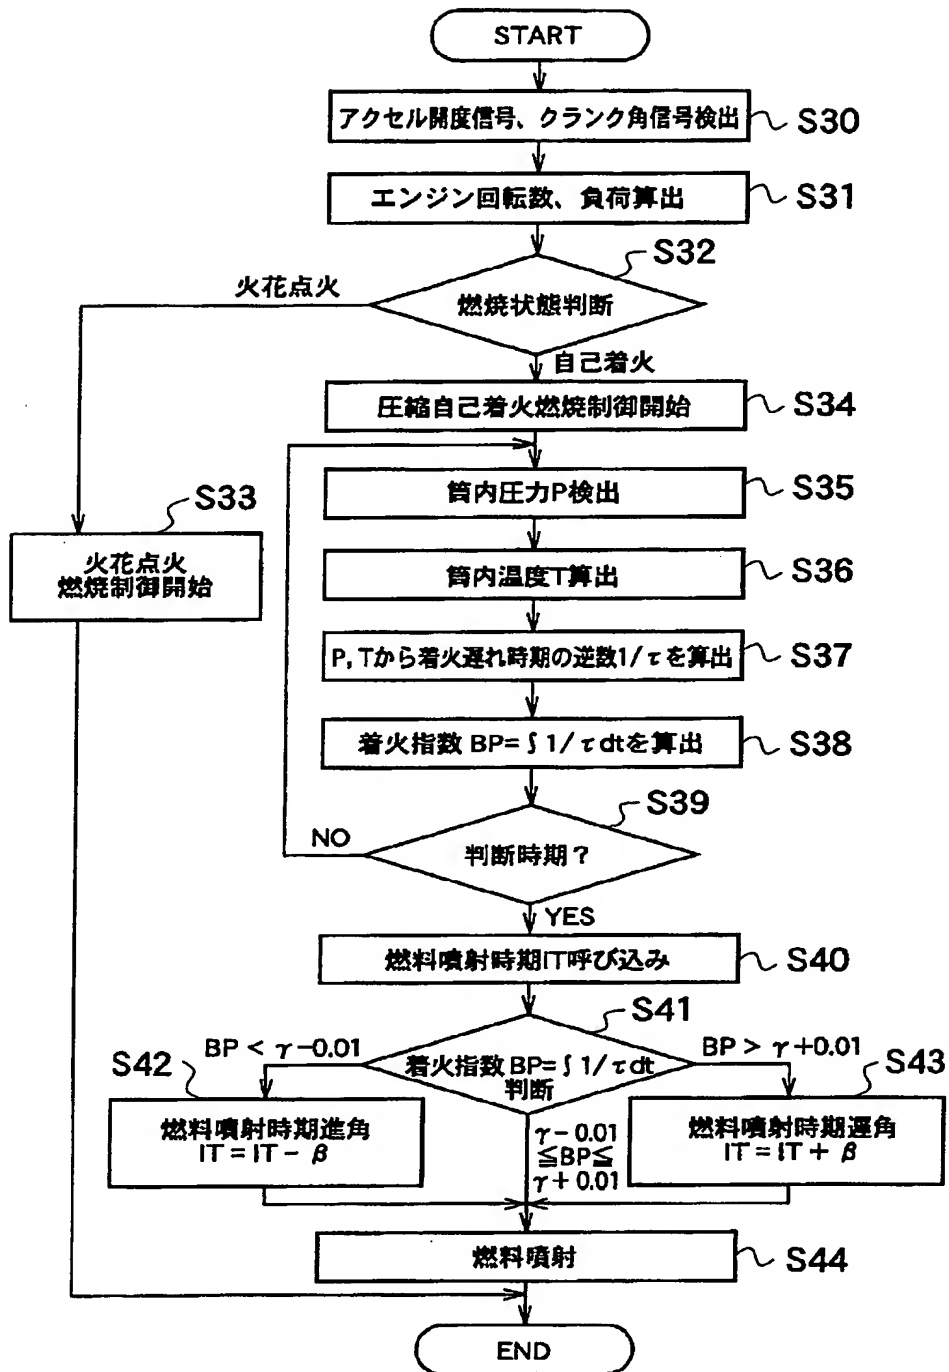 START
アクセル開度信号、クランク角信号検出
S30
エンジン回転数、負荷算出
S31
S32
火花点火
燃焼状態判断
自己着火
圧縮自己着火燃焼制御開始
S34
筒内圧力P検出
S35
S33
火花点火
燃焼制御開始
筒内温度T算出
S36
P, Tから着火遅れ時期の逆数1/τを算出
S37
着火指数 BP=∫1/τdtを算出
S38
S39
NO
判断時期?
YES
燃料噴射時期IT呼び込み
S40
S41
BP < γ-0.01
BP > γ+0.01
S42
着火指数 BP=∫1/τdt
判断
S43
燃料噴射時期進角
IT=IT- β
γ-0.01
≦BP≦
γ+0.01
燃料噴射時期遅角
IT=IT+ β
燃料噴射
S44
END